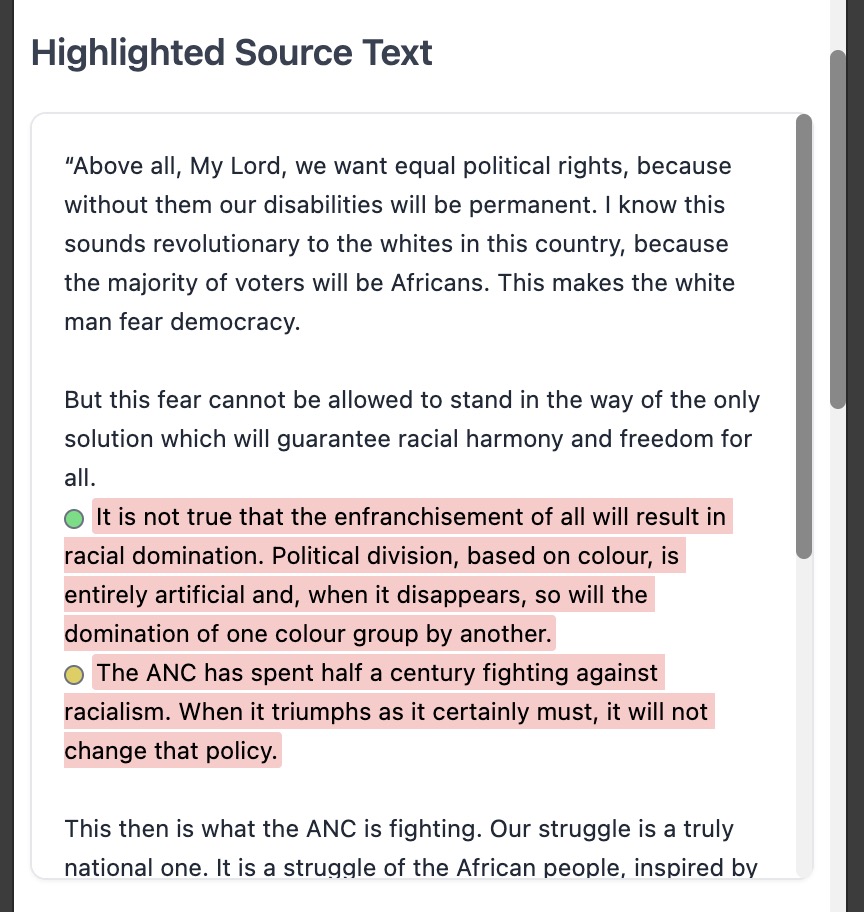 Highlighted Source Text
“Above all, My Lord, we want equal political rights, because
without them our disabilities will be permanent. I know this
sounds revolutionary to the whites in this country, because
the majority of voters will be Africans. This makes the white
man fear democracy.
But this fear cannot be allowed to stand in the way of the only
solution which will guarantee racial harmony and freedom for
all.
It is not true that the enfranchisement of all will result in
racial domination. Political division, based on colour, is
entirely artificial and, when it disappears, so will the
domination of one colour group by another.
The ANC has spent half a century fighting against
racialism. When it triumphs as it certainly must, it will not
change that policy.
This then is what the ANC is fighting. Our struggle is a truly
national one. It is a struggle of the African people, inspired by